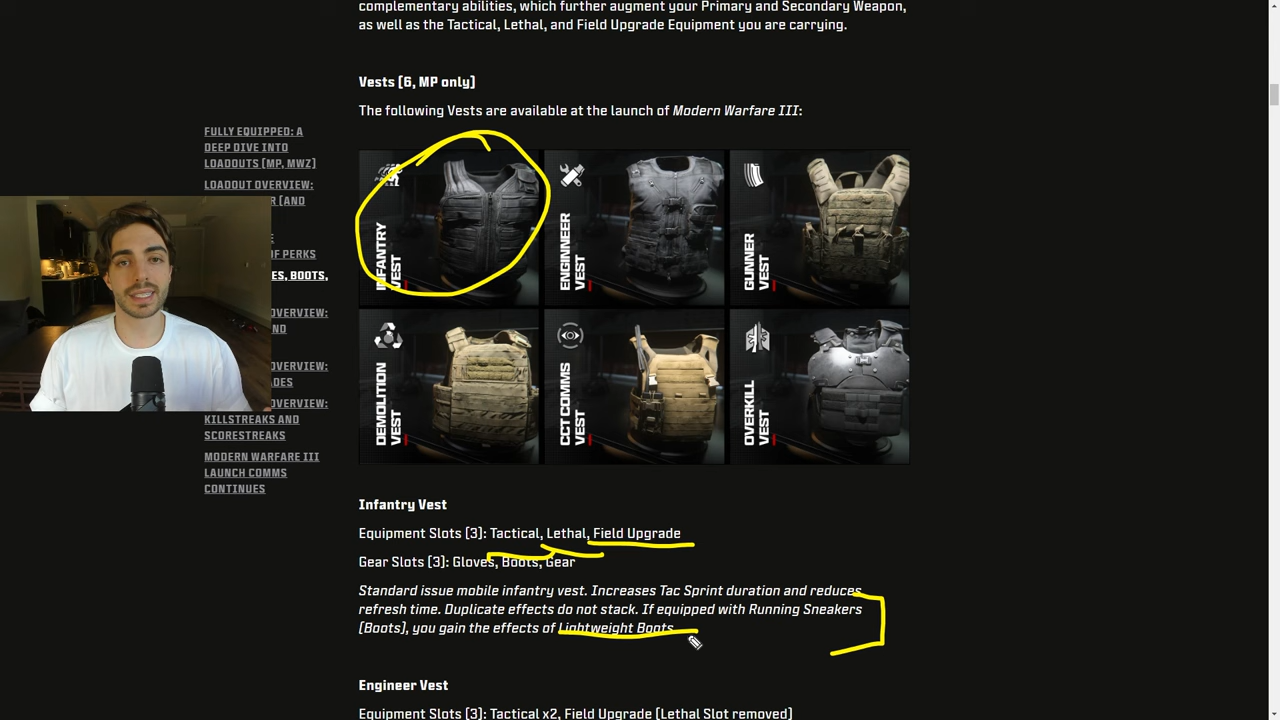 complementary abilities, which further augment your Primary and Secondary Weapon,
as well as the Tactical, Lethal, and Field Upgrade Equipment you are carrying.
Vests (6, MP only)
The following Vests are available at the launch of Modern Warfare III:
FULLY EQUIPPED: A
DEEP DIVE INTO
LOADOUTS (MP, MWZ)
LOADOUT OVERVIEW:
(AND
OF PERKS
BOOTS,
OVERVIEW:
ND
OVERVIEW:
OVERVIEW:
KILLSTREAKS AND
SCORESTREAKS
MODERN WARFARE III
LAUNCH COMMS
CONTINUES
INFANTRY
VEST
ENGINNEER
VEST
GUNNER
VEST
DEMOLITION
VEST
CCT COMMS
VEST
OVERKILL
VEST
Infantry Vest
Equipment Slots (3): Tactical, Lethal, Field Upgrade
Gear Slots (3): Gloves, Boots, Gear
Standard issue mobile infantry vest. Increases Tac Sprint duration and reduces
refresh time. Duplicate effects do not stack. If equipped with Running Sneakers
(Boots), you gain the effects of Lightweight Boots.
Engineer Vest
Equipment Slots (3): Tactical x2, Field Upgrade (Lethal Slot removed)